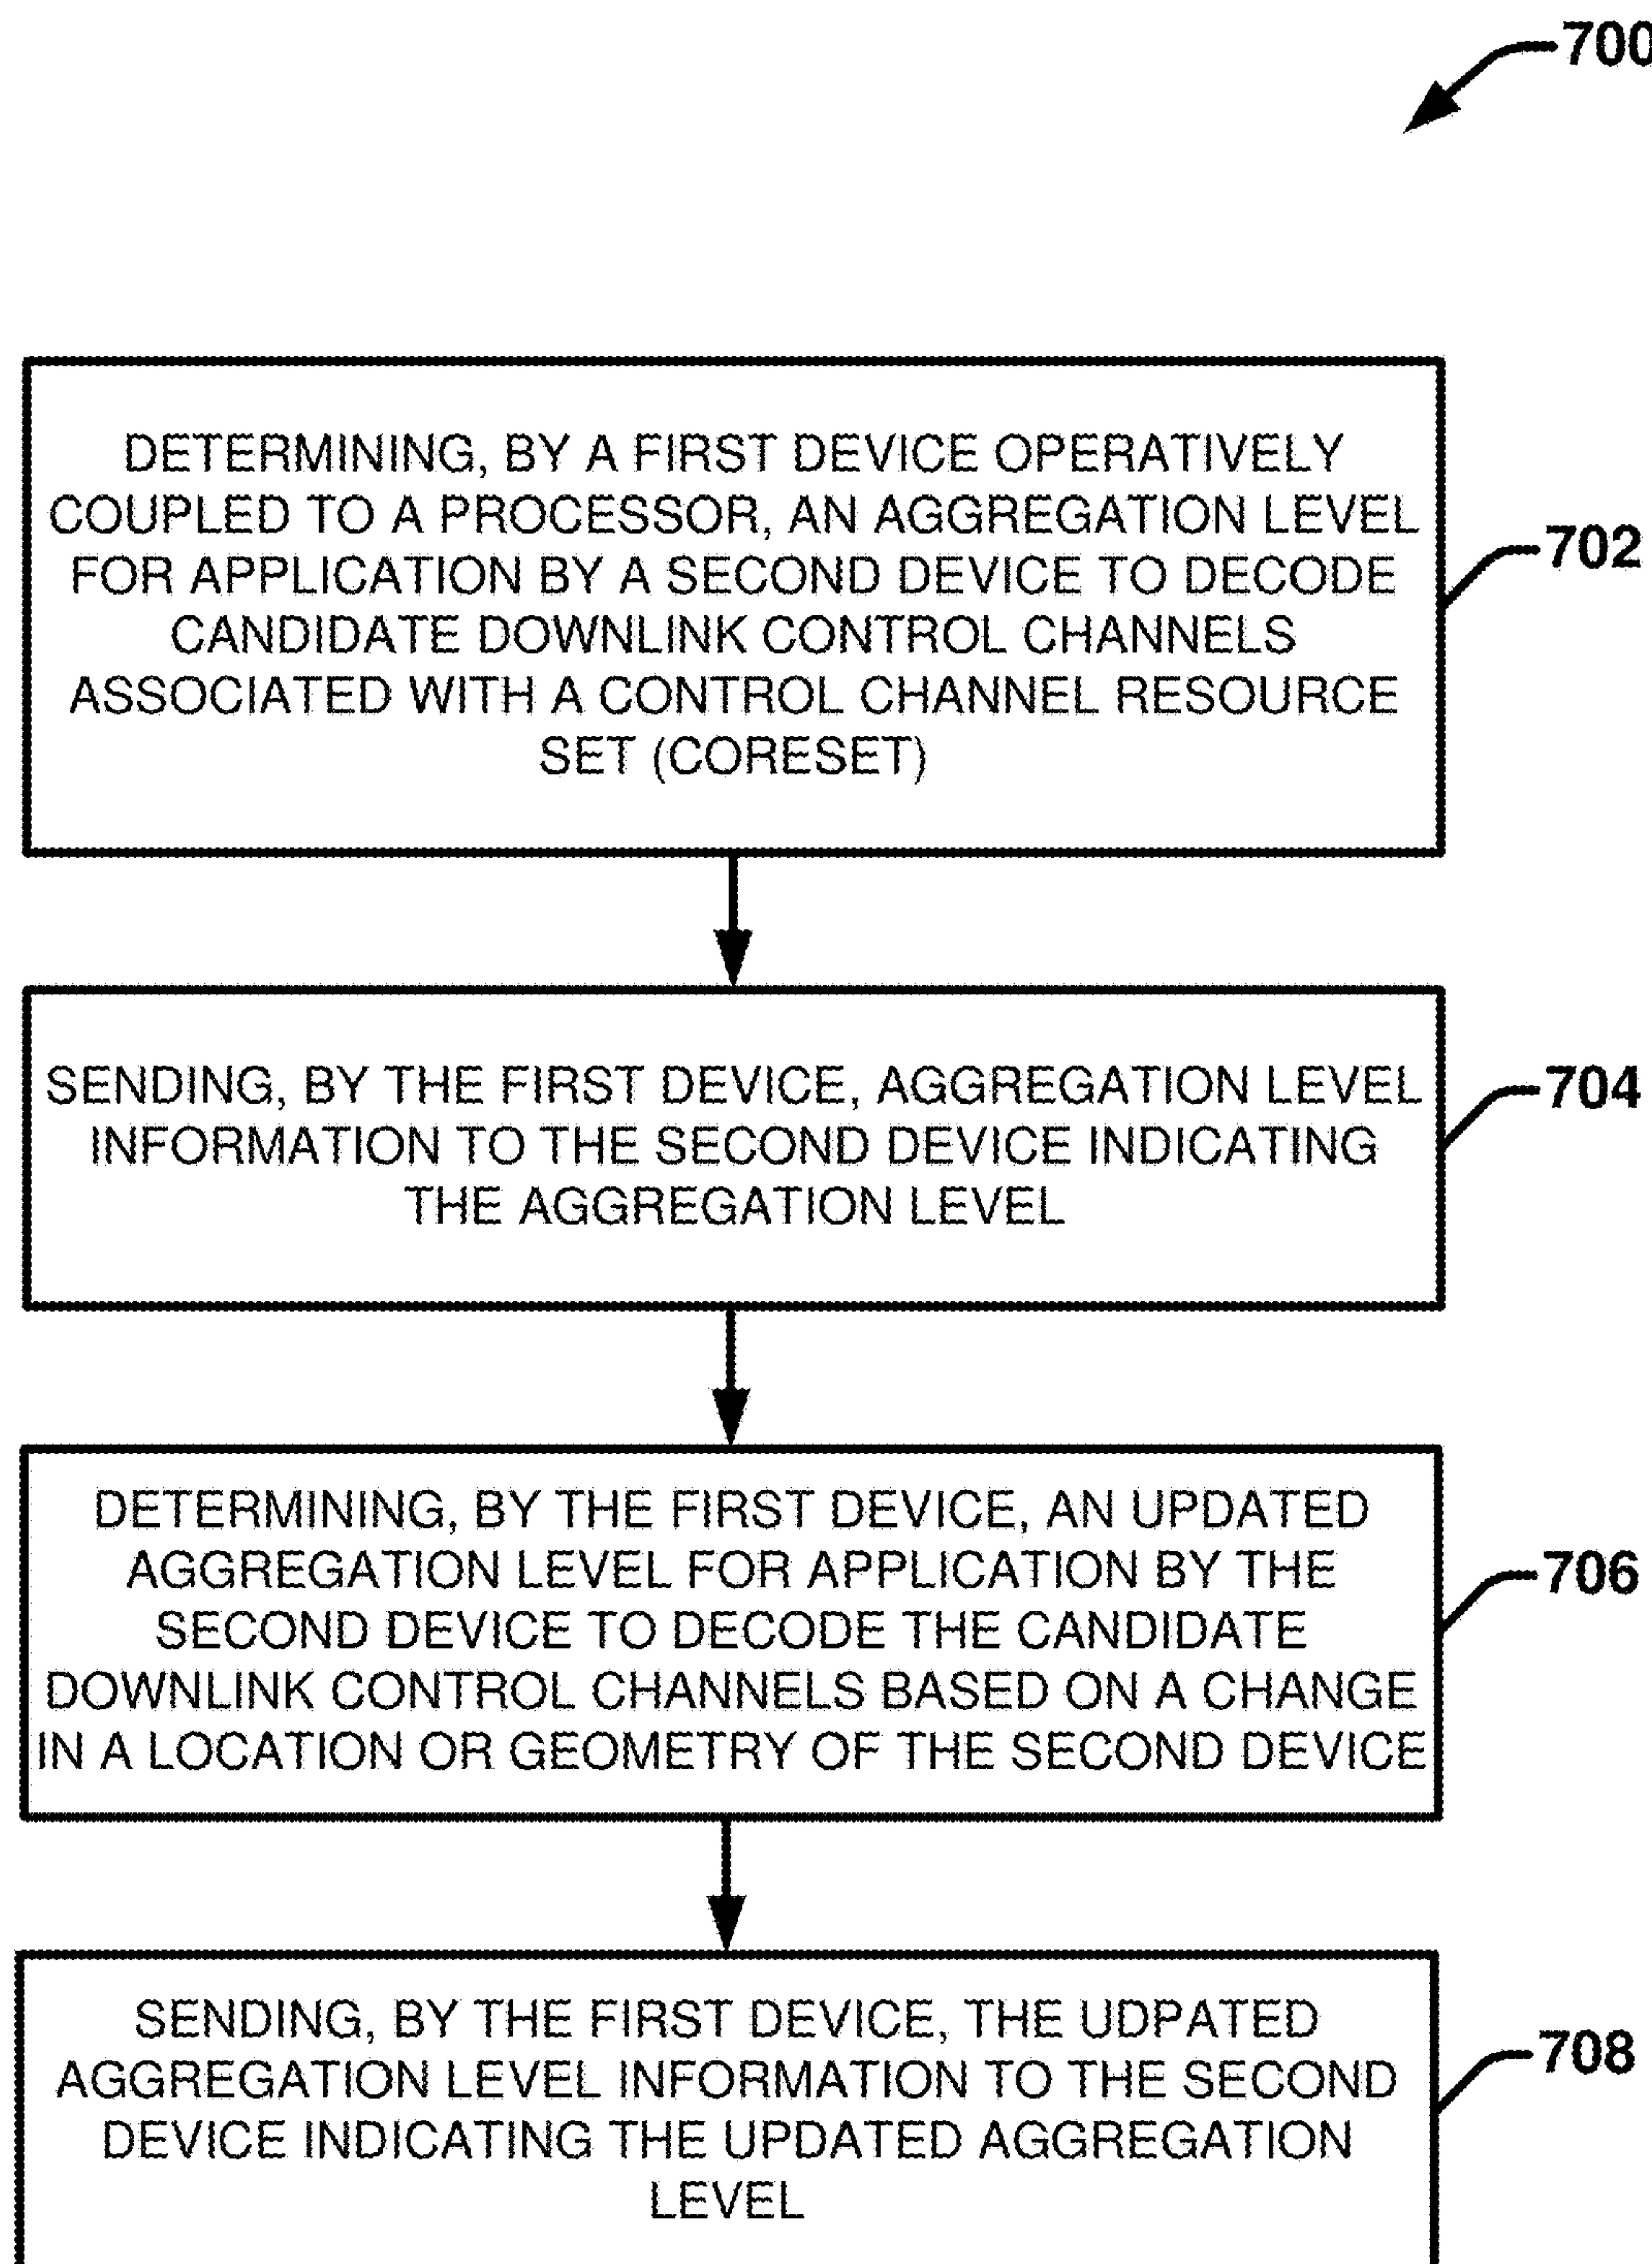 700
DETERMINING, BY A FIRST DEVICE OPERATIVELY
COUPLED TO A PROCESSOR, AN AGGREGATION LEVEL
FOR APPLICATION BY A SECOND DEVICE TO DECODE
CANDIDATE DOWNLINK CONTROL CHANNELS
ASSOCIATED WITH A CONTROL CHANNEL RESOURCE
SET (CORESET)
702
SENDING, BY THE FIRST DEVICE, AGGREGATION LEVEL
INFORMATION TO THE SECOND DEVICE INDICATING
THE AGGREGATION LEVEL
704
DETERMINING, BY THE FIRST DEVICE, AN UPDATED
AGGREGATION LEVEL FOR APPLICATION BY THE
SECOND DEVICE TO DECODE THE CANDIDATE
DOWNLINK CONTROL CHANNELS BASED ON A CHANGE
IN A LOCATION OR GEOMETRY OF THE SECOND DEVICE
706
SENDING, BY THE FIRST DEVICE, THE UDPATED
AGGREGATION LEVEL INFORMATION TO THE SECOND
DEVICE INDICATING THE UPDATED AGGREGATION
LEVEL
708